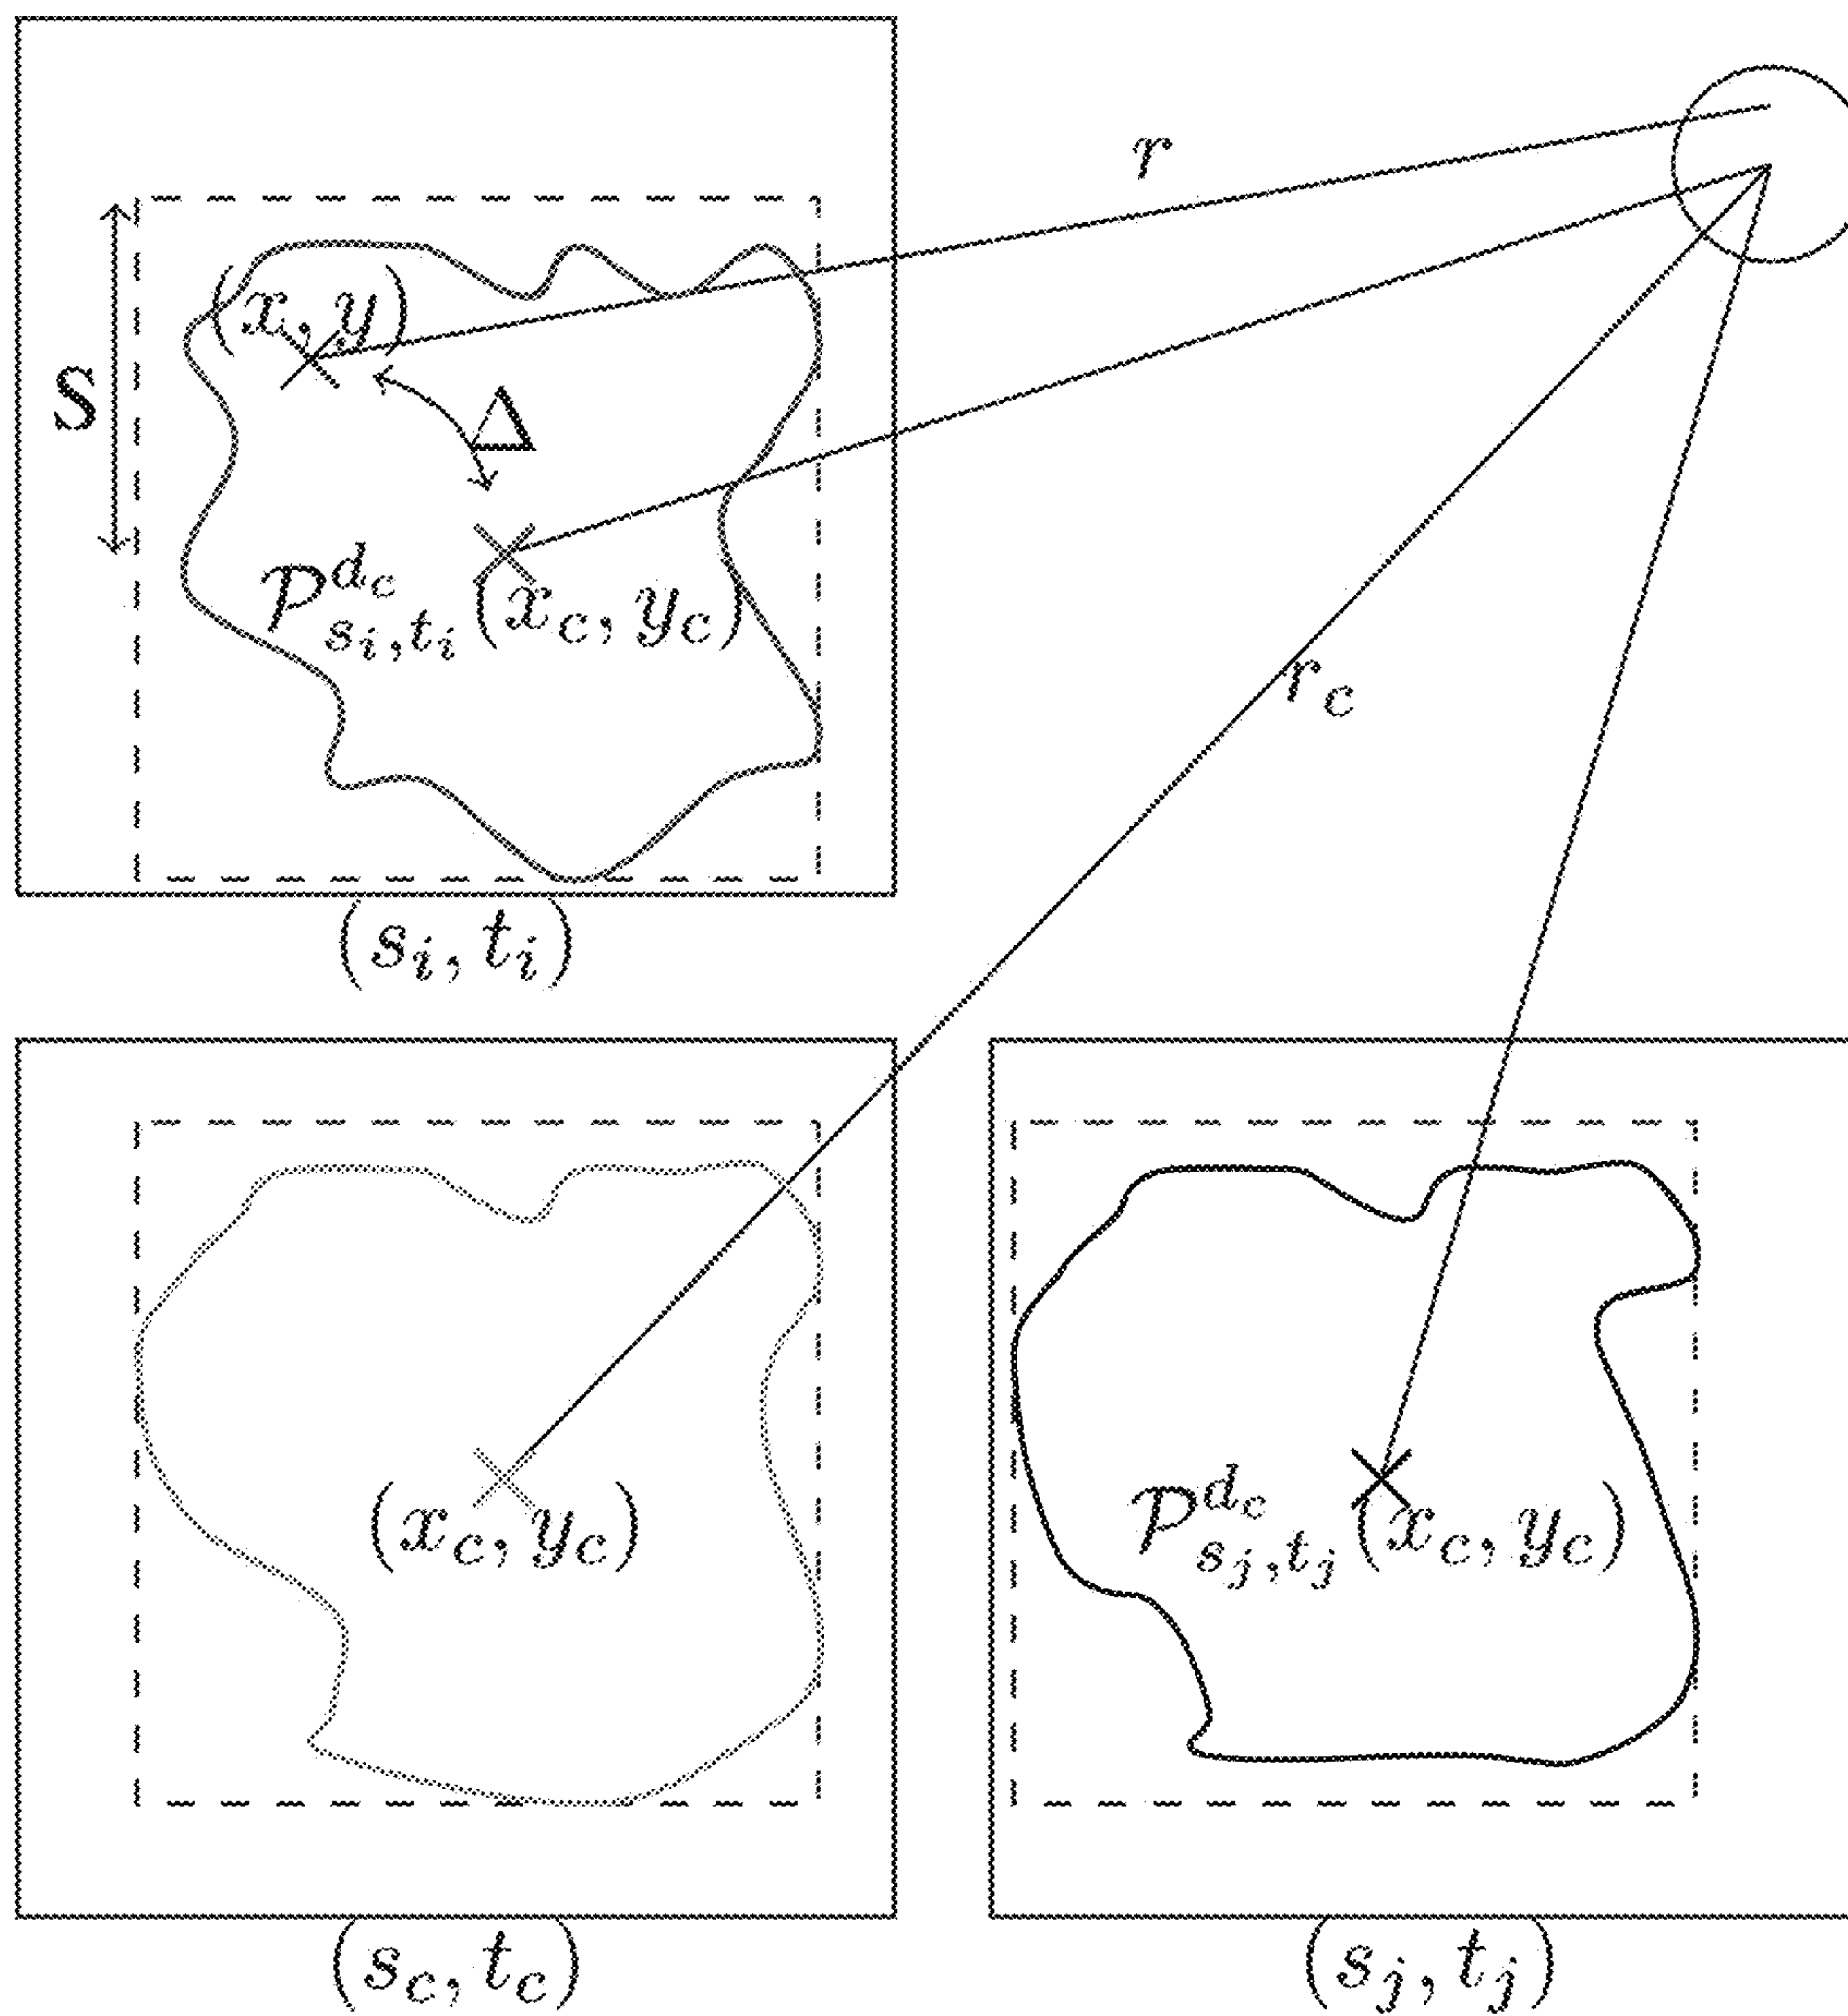 r
(x, y)
S
Δ
𝒫^{d_c}_{s_i,t_i}(x_c, y_c)
r_c
(s_i, t_i)
(x_c, y_c)
𝒫^{d_c}_{s_j,t_j}(x_c, y_c)
(s_c, t_c)
(s_j, t_j)